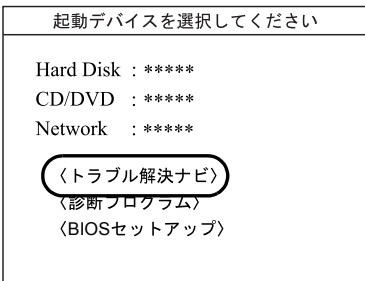 起動デバイスを選択してください
Hard Disk : *****
CD/DVD : *****
Network : *****
〈トラブル解決ナビ〉
〈診断プログラム〉
〈BIOSセットアップ〉